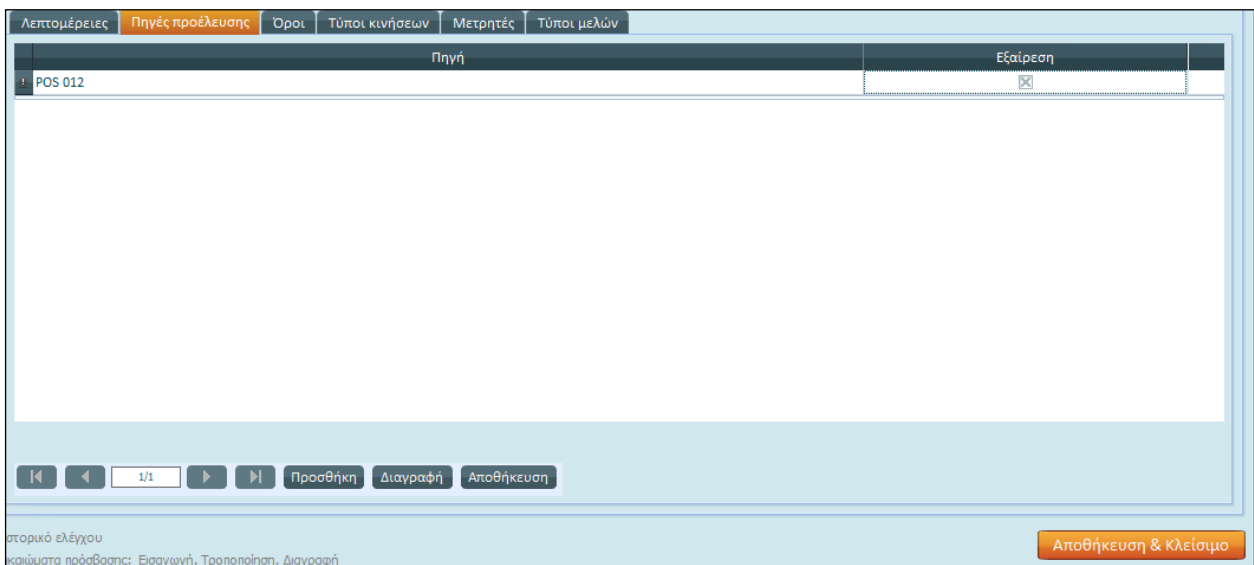 Λεπτομέρειες Πηγές προέλευσης Όροι Τύποι κινήσεων Μετρητές Τύποι μελών
Πηγή Εξαίρεση
POS 012
1/1 Προσθήκη Διαγραφή Αποθήκευση
στορικό ελέγχου
Αποθήκευση & Κλείσιμο
καιώματα πρόσβασης: Εισαγωγή, Τροποποίηση, Διαγραφή